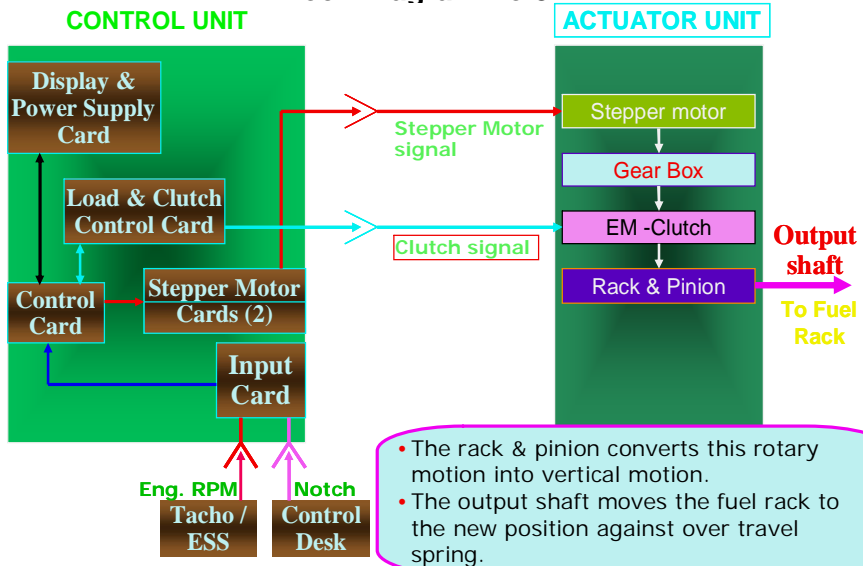 CONTROL UNIT
ACTUATOR UNIT
Display &
Power Supply
Card
Load & Clutch
Control Card
Control
Card
Stepper Motor
Cards (2)
Input
Card
Eng. RPM
Notch
Tacho /
ESS
Control
Desk
Stepper Motor
signal
Clutch signal
Stepper motor
Gear Box
EM -Clutch
Rack & Pinion
Output
shaft
To Fuel
Rack
• The rack & pinion converts this rotary
motion into vertical motion.
• The output shaft moves the fuel rack to
the new position against over travel
spring.